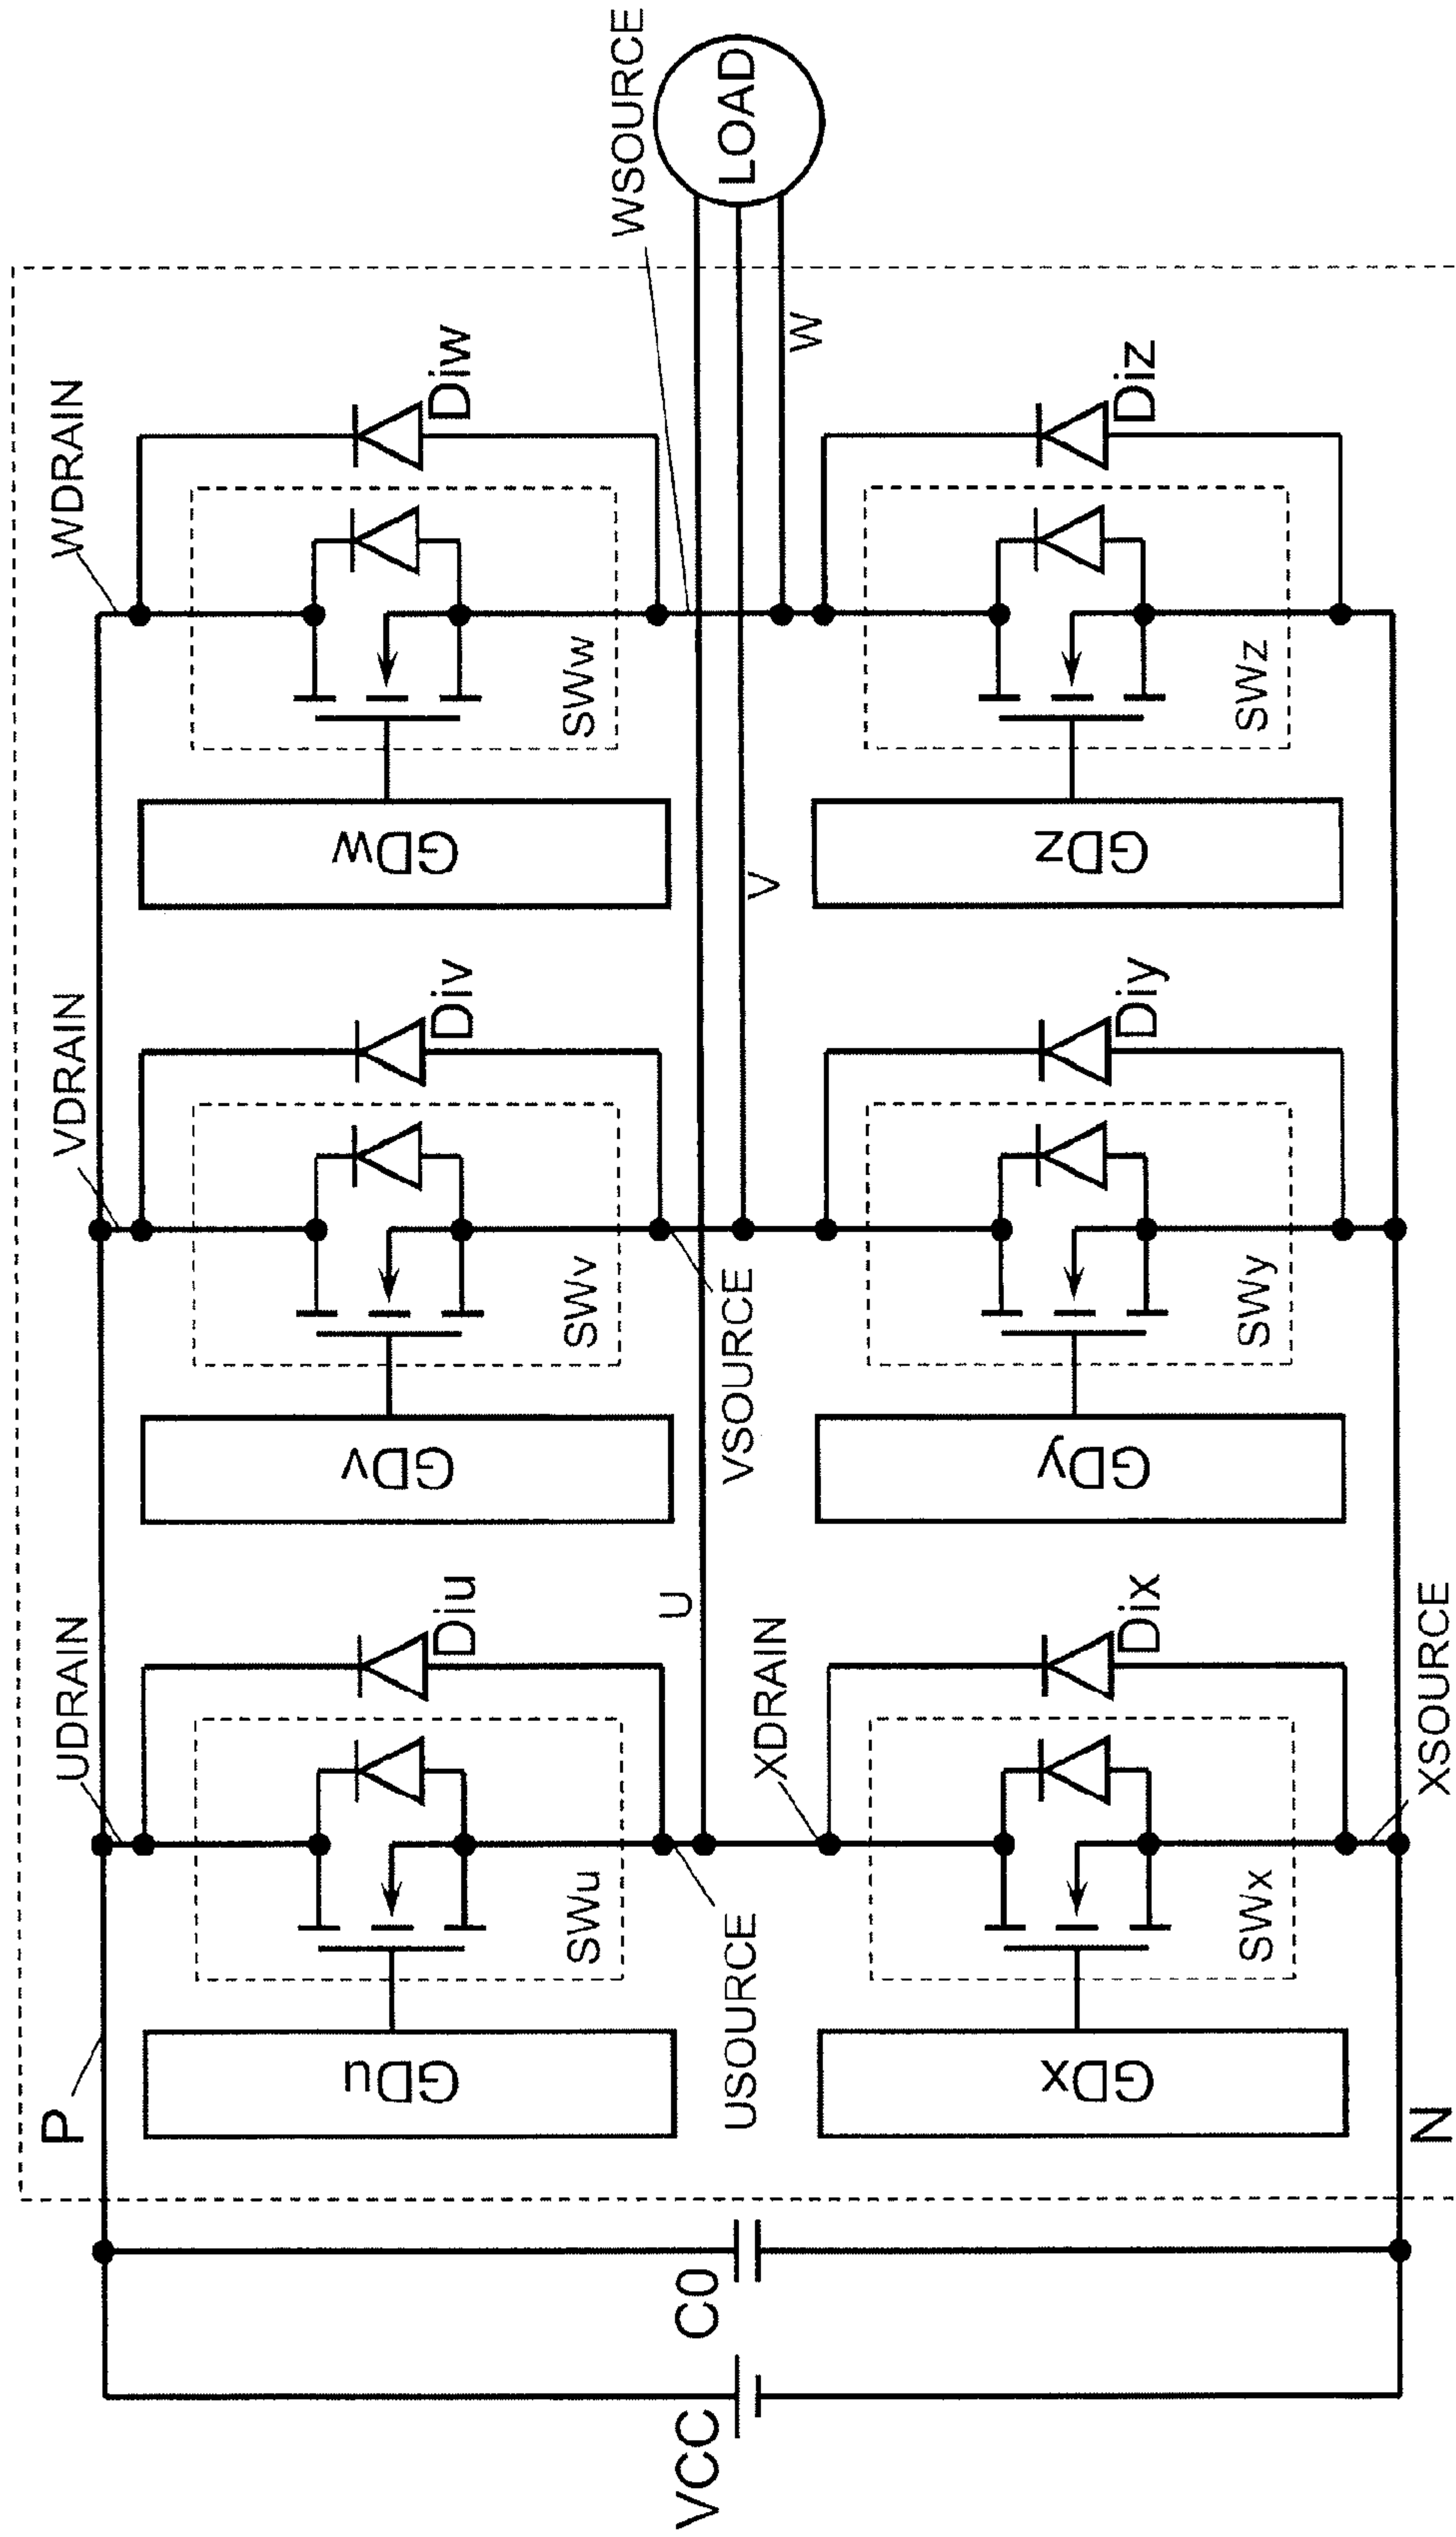 P
UDRAIN
VDRAIN
WDRAIN
GDu
SWu
Diu
GDv
SWv
Div
GDw
SWw
Diw
VCC
C0
USOURCE
U
VSOURCE
V
WSOURCE
W
LOAD
XDRAIN
GDx
SWx
Dix
GDy
SWy
Diy
GDz
SWz
Diz
N
XSOURCE